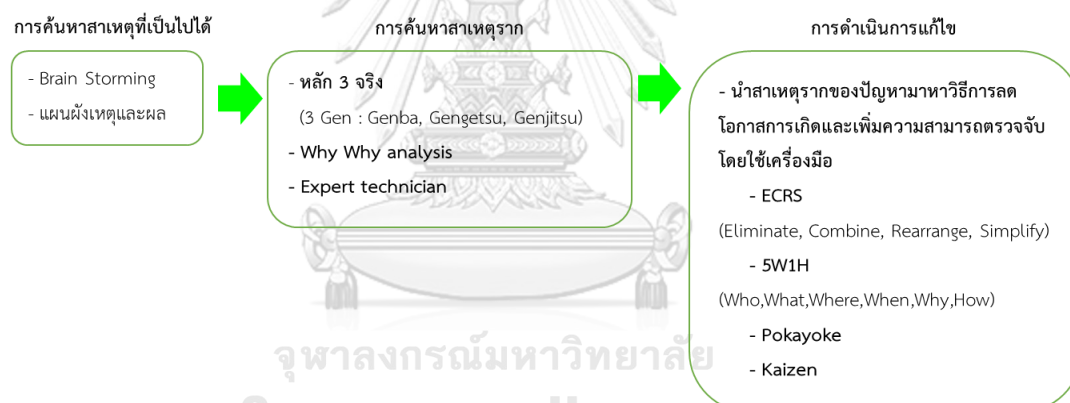 การค้นหาสาเหตุที่เป็นไปได้
- Brain Storming
- แผนผังเหตุและผล
การค้นหาสาเหตุราก
- หลัก 3 จริง
(3 Gen : Genba, Gengetsu, Genjitsu)
- Why Why analysis
- Expert technician
การดำเนินการแก้ไข
- นำสาเหตุรากของปัญหามาหาวิธีการลด
โอกาสการเกิดและเพิ่มความสามารถตรวจจับ
โดยใช้เครื่องมือ
- ECRS
(Eliminate, Combine, Rearrange, Simplify)
- 5W1H
(Who,What,Where,When,Why,How)
- Pokayoke
- Kaizen
จุฬาลงกรณ์มหาวิทยาลัย